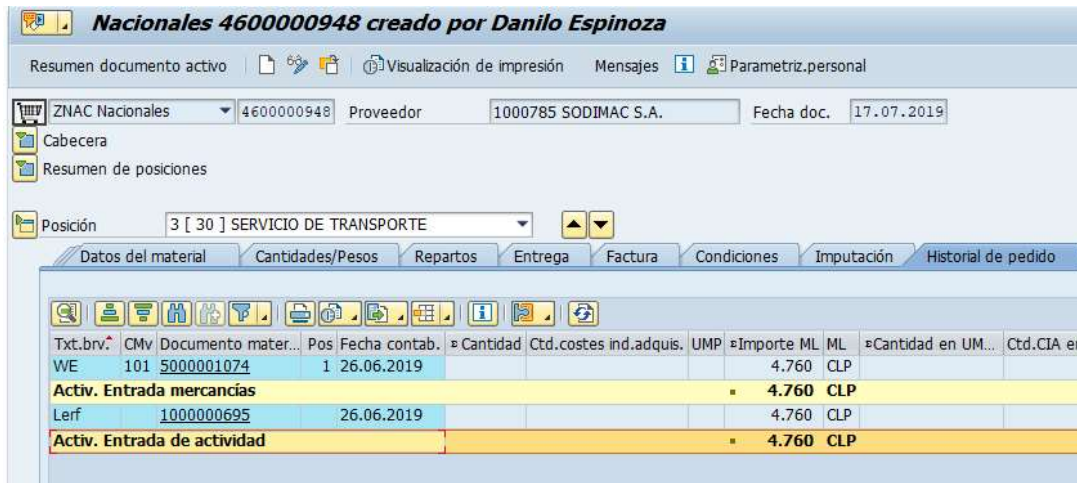 Nacionales 4600000948 creado por Danilo Espinoza
Resumen documento activo Visualización de impresión Mensajes Parametriz.personal
ZNAC Nacionales 4600000948 Proveedor 1000785 SODIMAC S.A. Fecha doc. 17.07.2019
Cabecera
Resumen de posiciones
Posición 3 [ 30 ] SERVICIO DE TRANSPORTE
Datos del material Cantidades/Pesos Repartos Entrega Factura Condiciones Imputación Historial de pedido
Txt.brv. CMv Documento mater... Pos Fecha contab. Cantidad Ctd.costes ind.adquis. UMP Importe ML ML Cantidad en UM... Ctd.CIA en
WE 101 5000001074 1 26.06.2019 4.760 CLP
Activ. Entrada mercancías 4.760 CLP
Lerf 1000000695 26.06.2019 4.760 CLP
Activ. Entrada de actividad 4.760 CLP